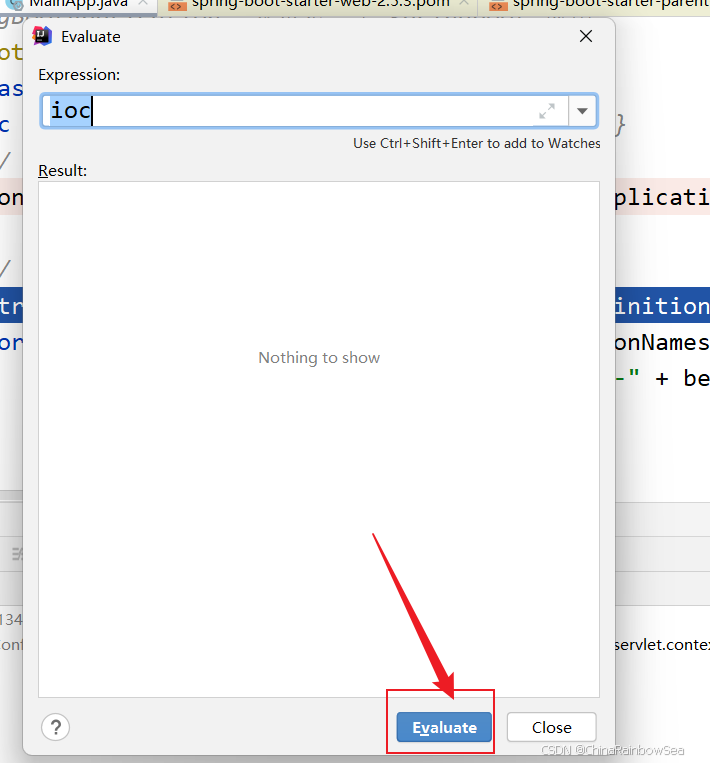 MainApp.java spring-boot-starter-web-2.5.3.pom spring-boot-starter-parent
Evaluate
Expression:
ioc
}
Use Ctrl+Shift+Enter to add to Watches
Result:
plicati
inition
onNames
Nothing to show
-" + be
134
servlet.conte
? Evaluate Close
CSDN @ChinaRainbowSea